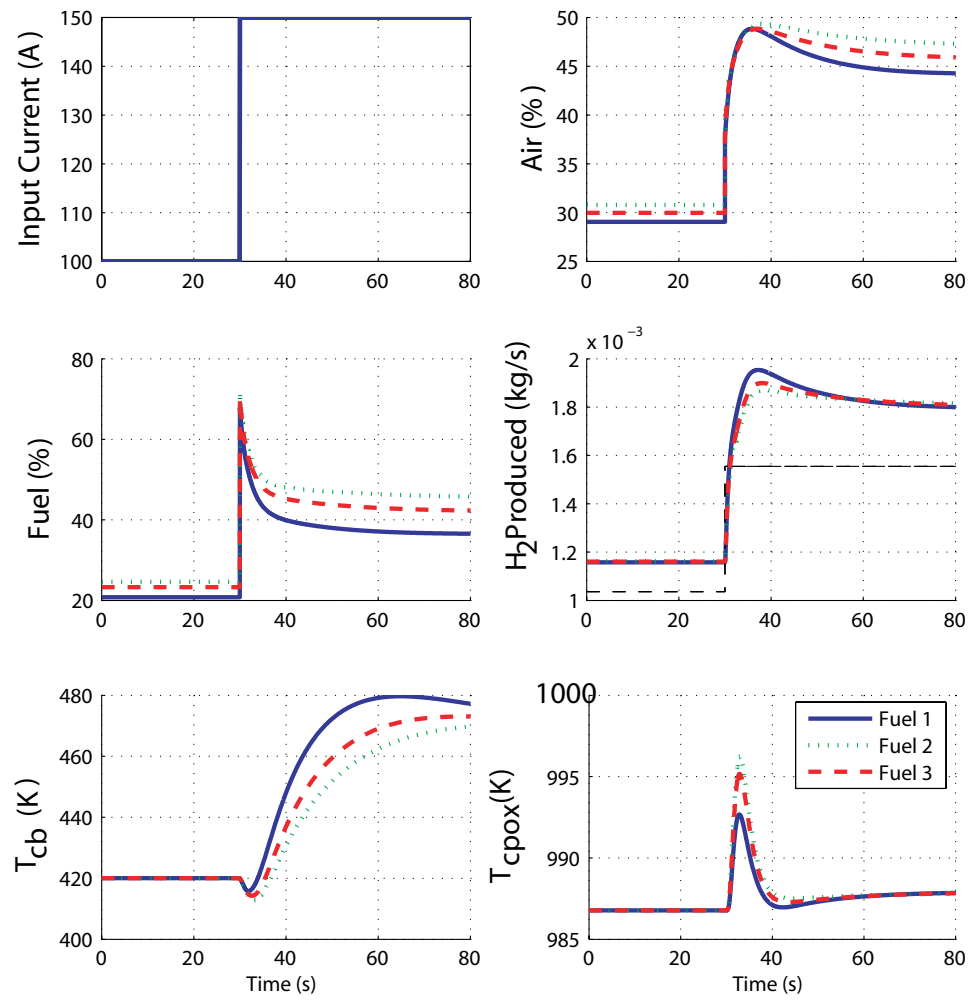 Input Current (A)
150
140
130
120
110
100
0 20 40 60 80
Air (%)
50
45
40
35
30
25
0 20 40 60 80
Fuel (%)
80
60
40
20
0 20 40 60 80
x 10 −3
H2Produced (kg/s)
2
1.8
1.6
1.4
1.2
1
0 20 40 60 80
Tcb (K)
480
460
440
420
400
0 20 40 60 80
Time (s)
Tcpox(K)
1000
995
990
985
0 20 40 60 80
Time (s)
Fuel 1
Fuel 2
Fuel 3